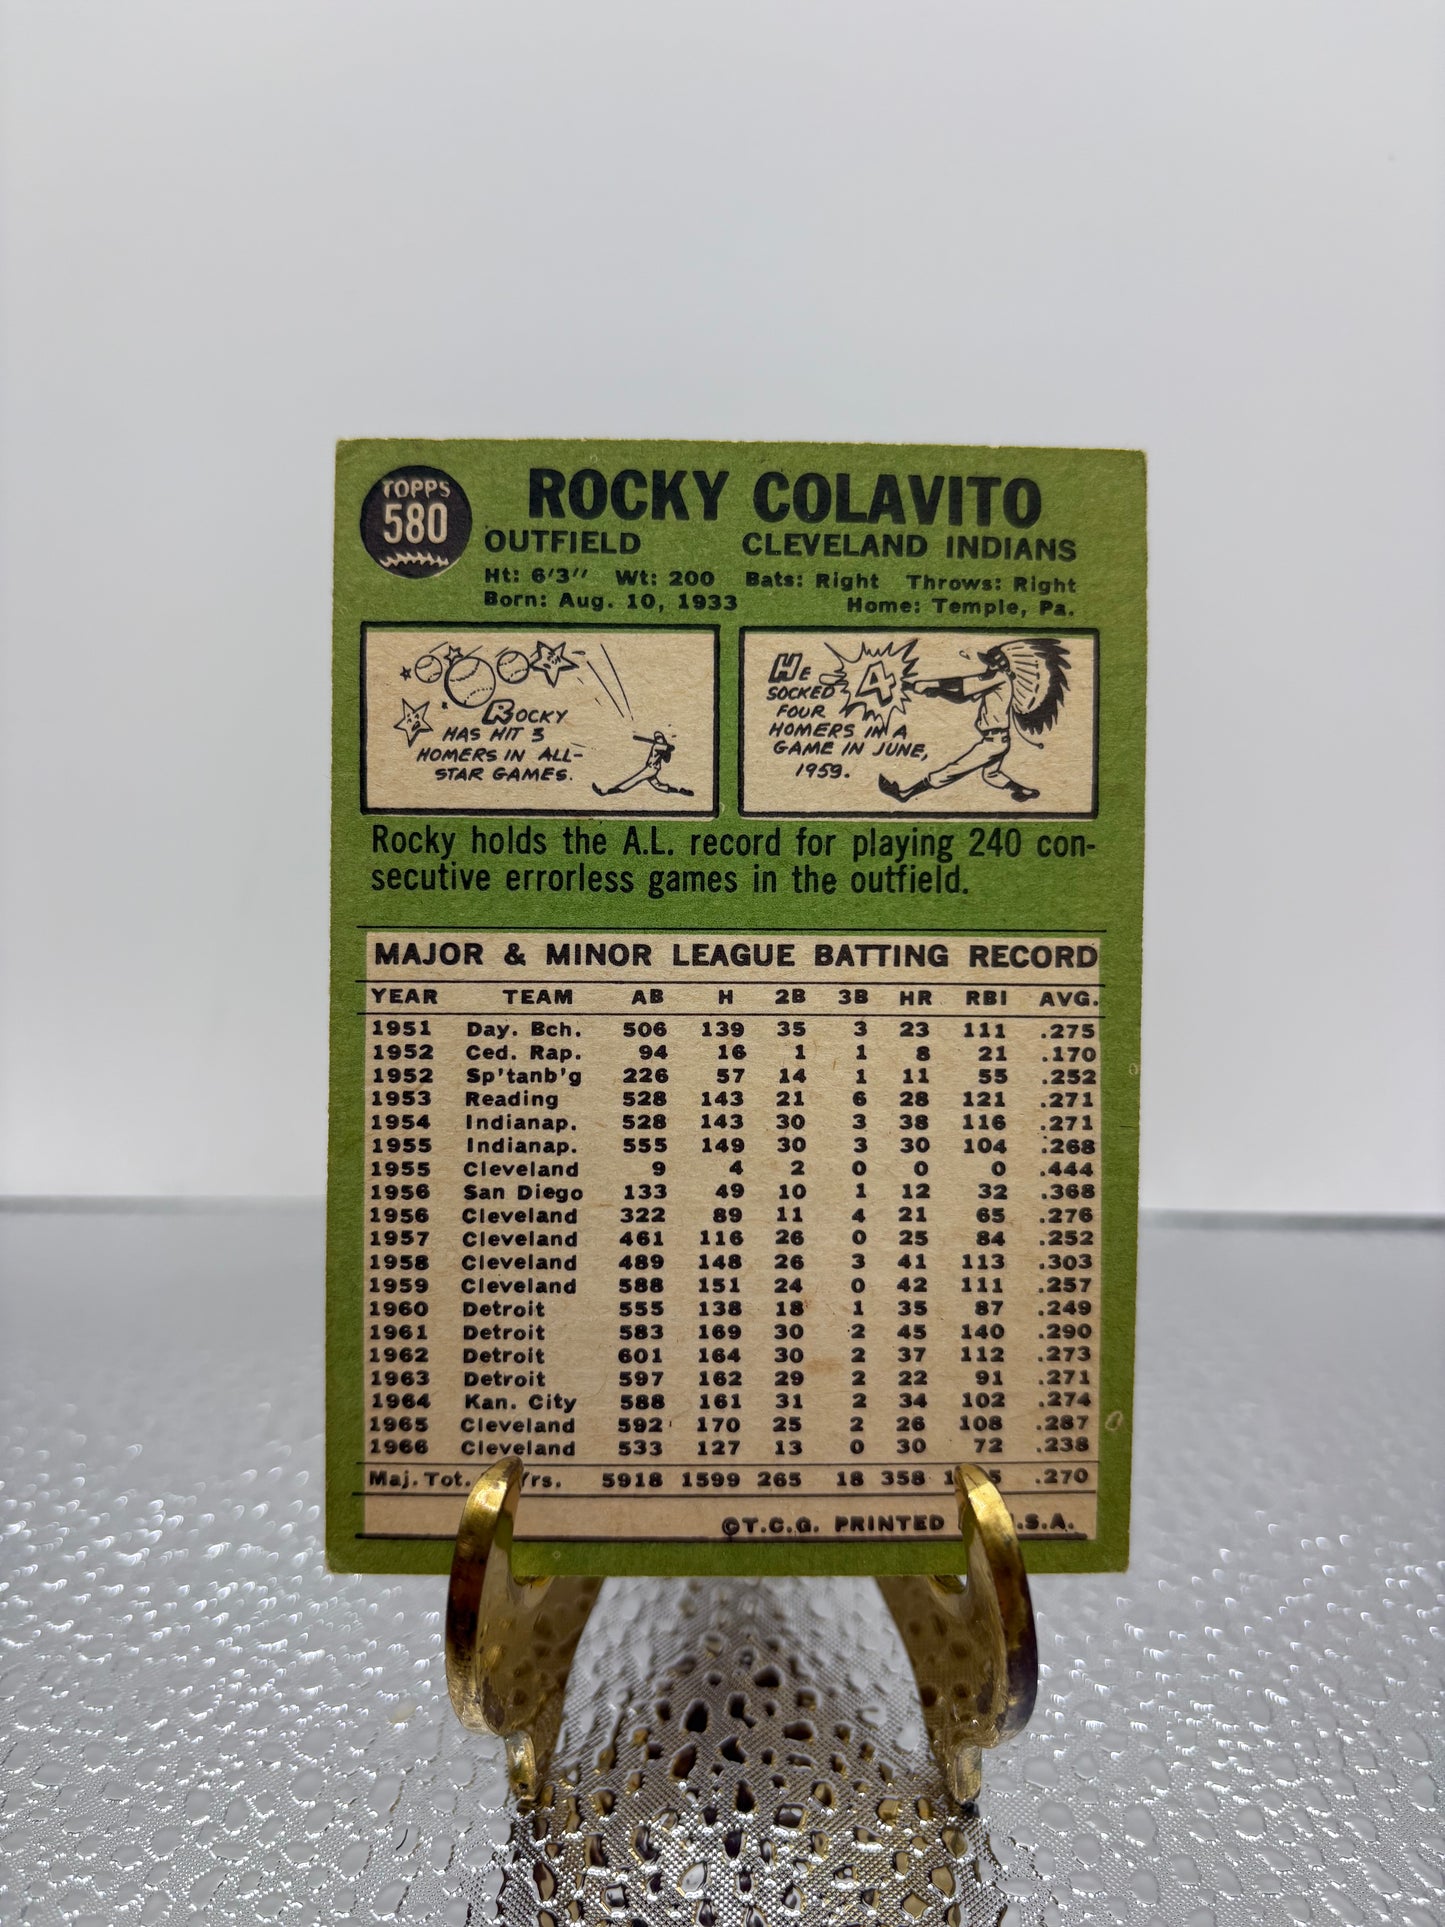 TOPPS
580
ROCKY COLAVITO
OUTFIELD CLEVELAND INDIANS
Ht: 6'3" Wt: 200 Bats: Right Throws: Right
Born: Aug. 10, 1933 Home: Temple, Pa.
ROCKY
HAS HIT 3
HOMERS IN ALL-
STAR GAMES.
HE
SOCKED
4
FOUR
HOMERS IN A
GAME IN JUNE,
1959.
Rocky holds the A.L. record for playing 240 con-
secutive errorless games in the outfield.
MAJOR & MINOR LEAGUE BATTING RECORD
YEAR TEAM AB H 2B 3B HR RBI AVG.
1951 Day. Bch. 506 139 35 3 23 111 .275
1952 Ced. Rap. 94 16 1 1 8 21 .170
1952 Sp'tanb'g 226 57 14 1 11 55 .252
1953 Reading 528 143 21 6 28 121 .271
1954 Indianap. 528 143 30 3 38 116 .271
1955 Indianap. 555 149 30 3 30 104 .268
1955 Cleveland 9 4 2 0 0 0 .444
1956 San Diego 133 49 10 1 12 32 .368
1956 Cleveland 322 89 11 4 21 65 .276
1957 Cleveland 461 116 26 0 25 84 .252
1958 Cleveland 489 148 26 3 41 113 .303
1959 Cleveland 588 151 24 0 42 111 .257
1960 Detroit 555 138 18 1 35 87 .249
1961 Detroit 583 169 30 2 45 140 .290
1962 Detroit 601 164 30 2 37 112 .273
1963 Detroit 597 162 29 2 22 91 .271
1964 Kan. City 588 161 31 2 34 102 .274
1965 Cleveland 592 170 25 2 26 108 .287
1966 Cleveland 533 127 13 0 30 72 .238
Maj. Tot. Yrs. 5918 1599 265 18 358 .270
©T.C.G. PRINTED .S.A.